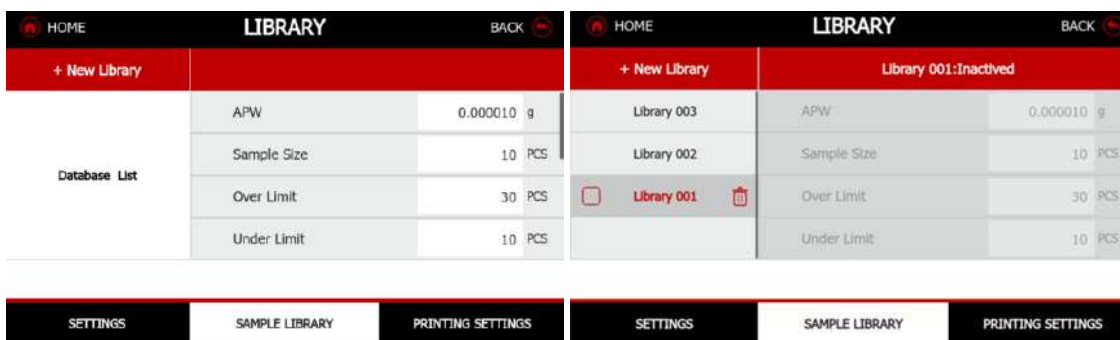 HOME LIBRARY BACK
+ New Library
Database List
APW 0.000010 g
Sample Size 10 PCS
Over Limit 30 PCS
Under Limit 10 PCS
SETTINGS SAMPLE LIBRARY PRINTING SETTINGS
HOME LIBRARY BACK
+ New Library Library 001:Inactived
Library 003 APW 0.000010 g
Library 002 Sample Size 10 PCS
Library 001 Over Limit 30 PCS
Under Limit 10 PCS
SETTINGS SAMPLE LIBRARY PRINTING SETTINGS